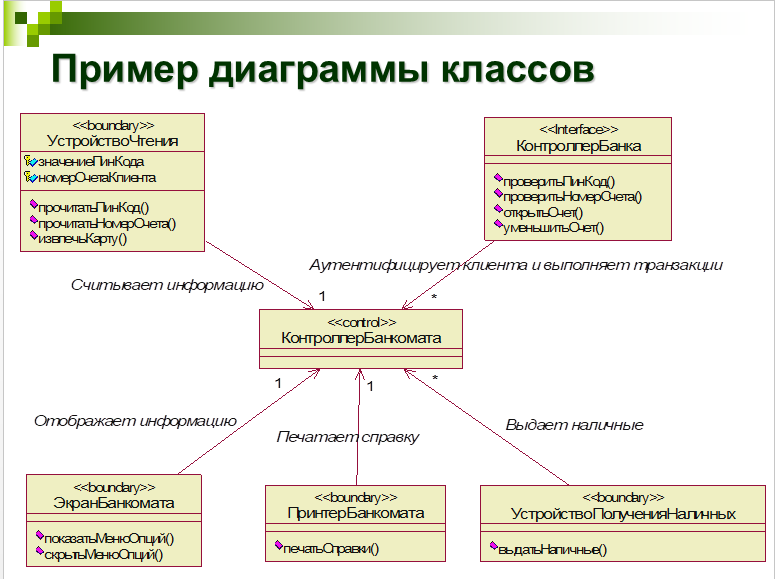 Пример диаграммы классов
<<boundary>>
УстройствоЧтения
значениеПинКода
номерСчетаКлиента
прочитатьПинКод()
прочитатьНомерСчета()
извлечьКарту()
<<Interface>>
КонтроллерБанка
проверитьПинКод()
проверитьНомерСчета()
открытьСчет()
уменьшитьСчет()
Считывает информацию
1
Аутентифицирует клиента и выполняет транзакции
*
<<control>>
КонтроллерБанкомата
1
1
*
Отображает информацию
Печатает справку
Выдает наличные
<<boundary>>
ЭкранБанкомата
показатьМенюОпций()
скрытьМенюОпций()
<<boundary>>
ПринтерБанкомата
печатьСправки()
<<boundary>>
УстройствоПолученияНаличных
выдатьНаличные()